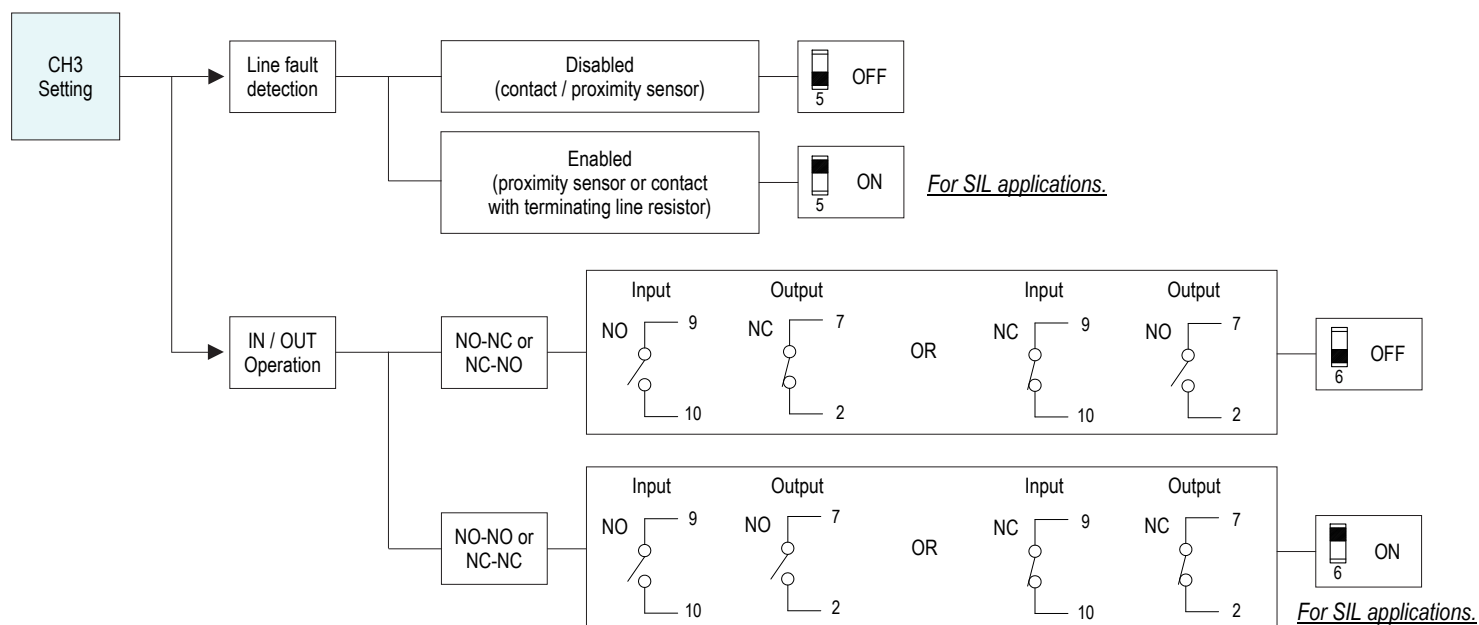 CH3
Setting
Line fault
detection
Disabled
(contact / proximity sensor)
5
OFF
Enabled
(proximity sensor or contact
with terminating line resistor)
5
ON
For SIL applications.
IN / OUT
Operation
NO-NC or
NC-NO
Input Output Input Output
NO 9 NC 7 OR NC 9 NO 7
10 2 10 2
6
OFF
NO-NO or
NC-NC
Input Output Input Output
NO 9 NO 7 OR NC 9 NC 7
10 2 10 2
6
ON
For SIL applications.